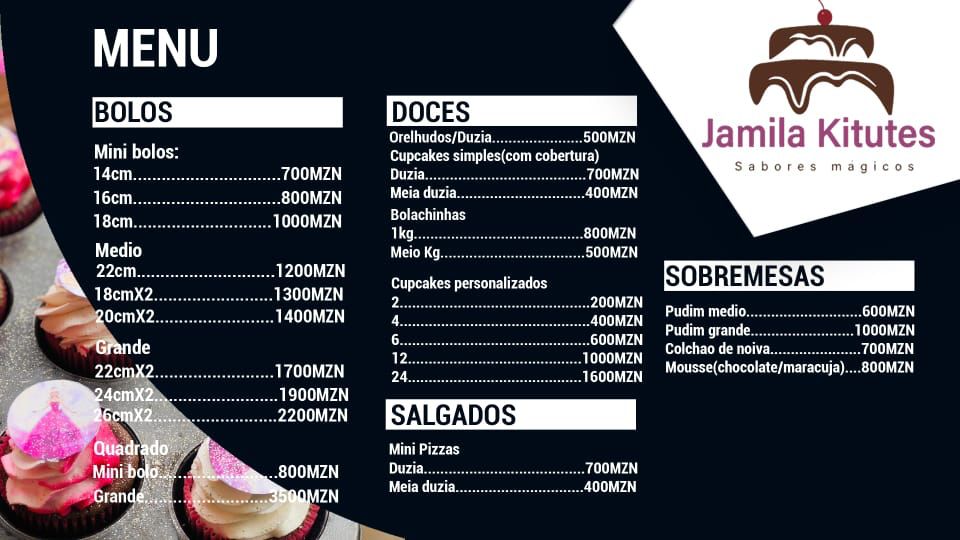 MENU
BOLOS
Mini bolos:
14cm.............................700MZN
16cm.............................800MZN
18cm...........................1000MZN
Medio
22cm...........................1200MZN
18cmX2.......................1300MZN
20cmX2.......................1400MZN
Grande
22cmX2.......................1700MZN
24cmX2........................1900MZN
26cmX2........................2200MZN
Quadrado
Mini bolo.......................800MZN
Grande........................3500MZN
DOCES
Orelhudos/Duzia....................500MZN
Cupcakes simples(com cobertura)
Duzia...................................700MZN
Meia duzia............................400MZN
Bolachinhas
1kg.......................................800MZN
Meio Kg................................500MZN
Cupcakes personalizados
2..........................................200MZN
4..........................................400MZN
6..........................................600MZN
12......................................1000MZN
24......................................1600MZN
SALGADOS
Mini Pizzas
Duzia...................................700MZN
Meia duzia............................400MZN
Jamila Kitutes
Sabores mágicos
SOBREMESAS
Pudim medio.........................600MZN
Pudim grande.......................1000MZN
Colchao de noiva....................700MZN
Mousse(chocolate/maracuja)....800MZN